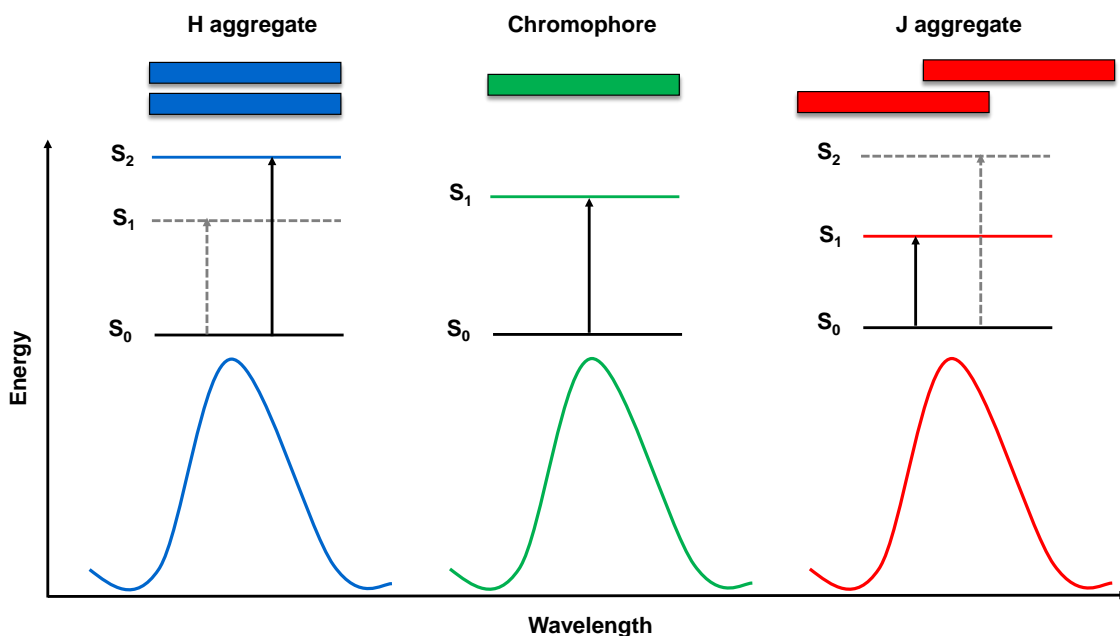 H aggregate
Chromophore
J aggregate
S₂
S₁
S₀
S₁
S₀
S₂
S₁
S₀
Energy
Wavelength